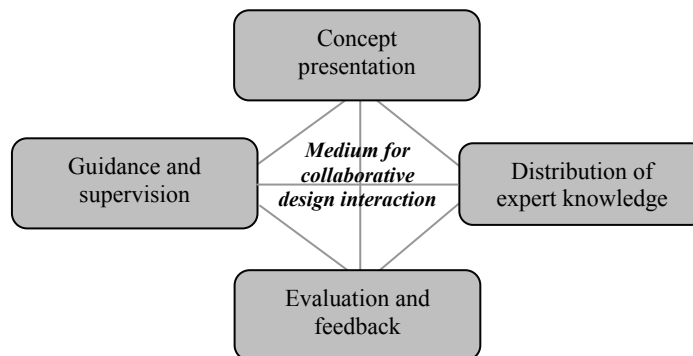 Concept
presentation
Guidance and
supervision
Medium for
collaborative
design interaction
Distribution of
expert knowledge
Evaluation and
feedback